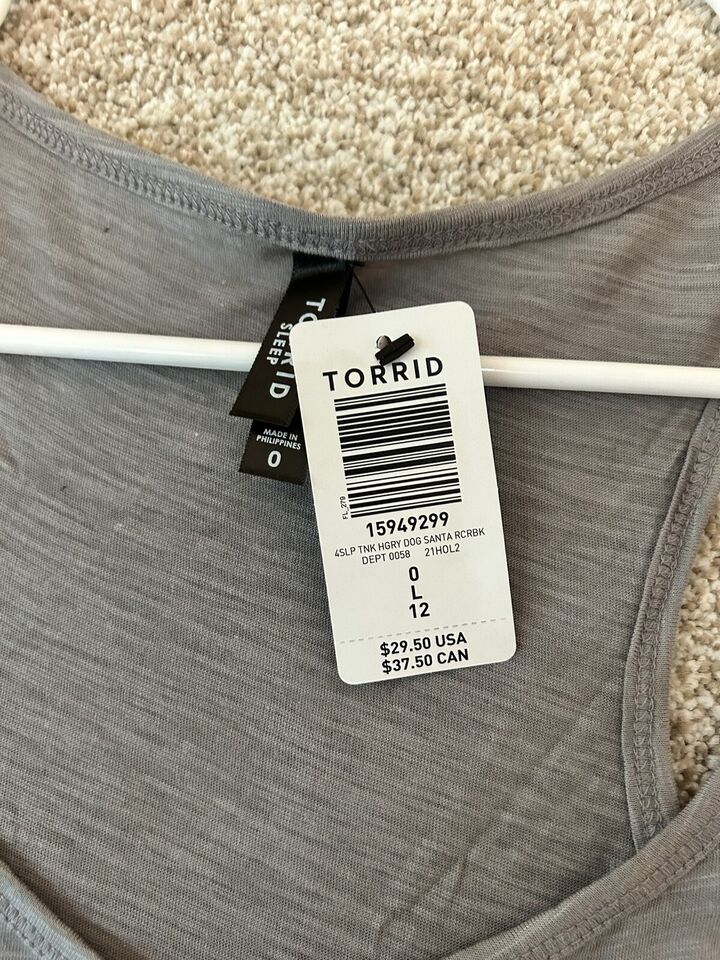 TORRID
SLEEP
MADE IN
PHILIPPINES
0
TORRID
FL_279
15949299
4SLP TNK HGRY DOG SANTA RCRBK
DEPT 0058 21HOL2
0
L
12
$29.50 USA
$37.50 CAN